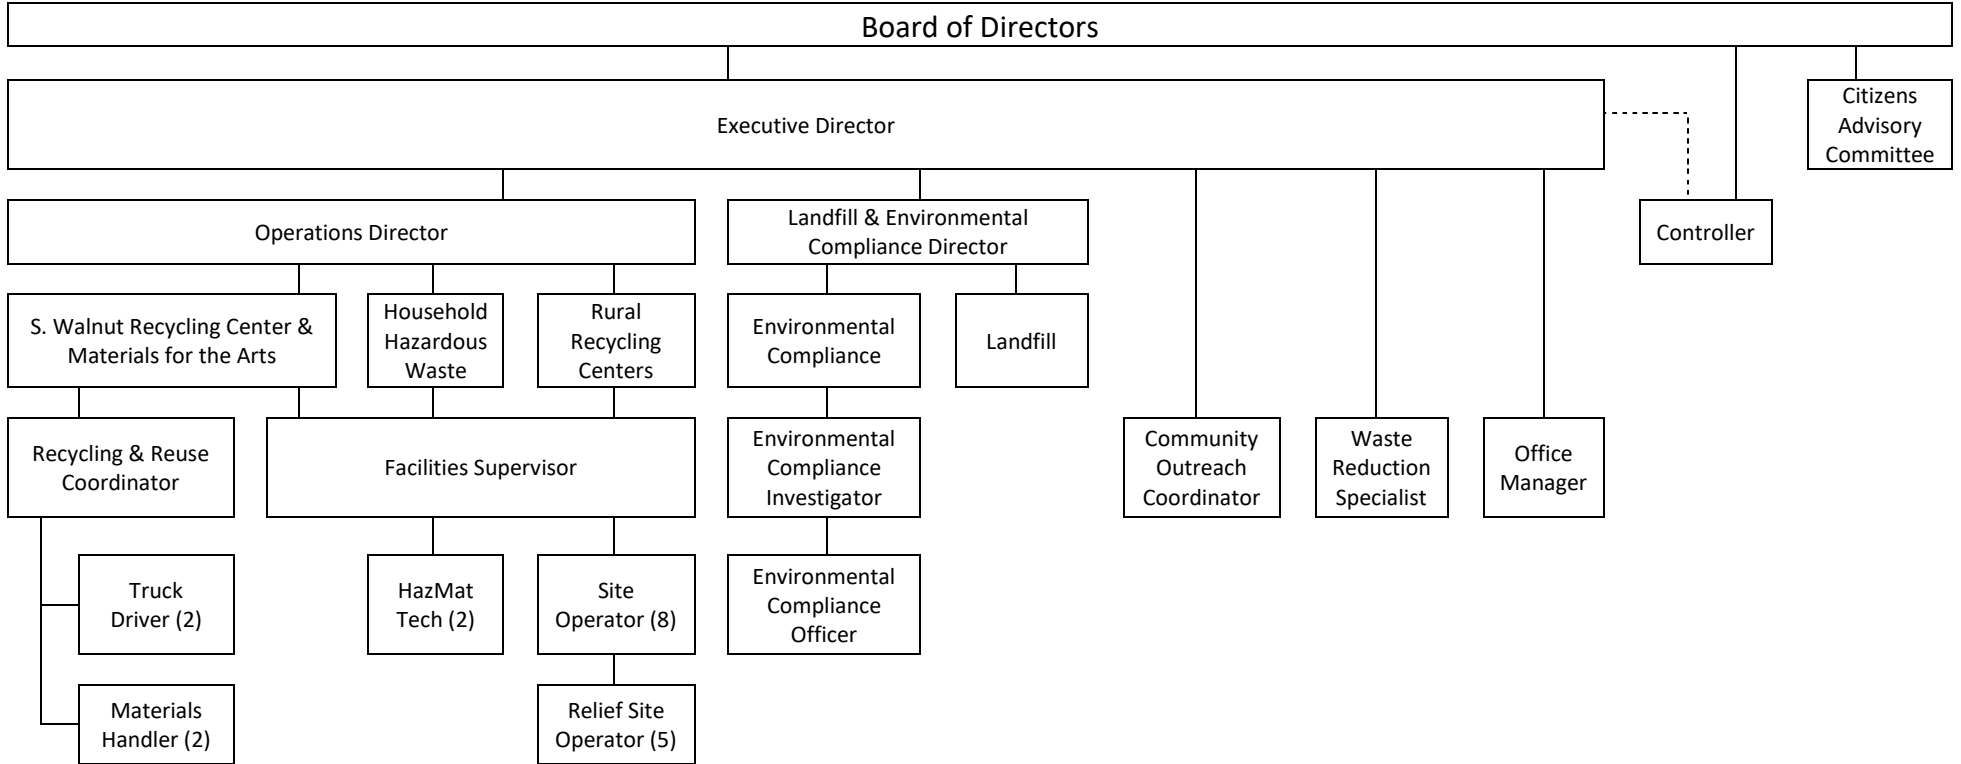 Board of Directors
Executive Director
Citizens
Advisory
Committee
Operations Director
Landfill & Environmental
Compliance Director
Controller
S. Walnut Recycling Center &
Materials for the Arts
Household
Hazardous
Waste
Rural
Recycling
Centers
Environmental
Compliance
Landfill
Recycling & Reuse
Coordinator
Facilities Supervisor
Environmental
Compliance
Investigator
Community
Outreach
Coordinator
Waste
Reduction
Specialist
Office
Manager
Truck
Driver (2)
HazMat
Tech (2)
Site
Operator (8)
Environmental
Compliance
Officer
Materials
Handler (2)
Relief Site
Operator (5)